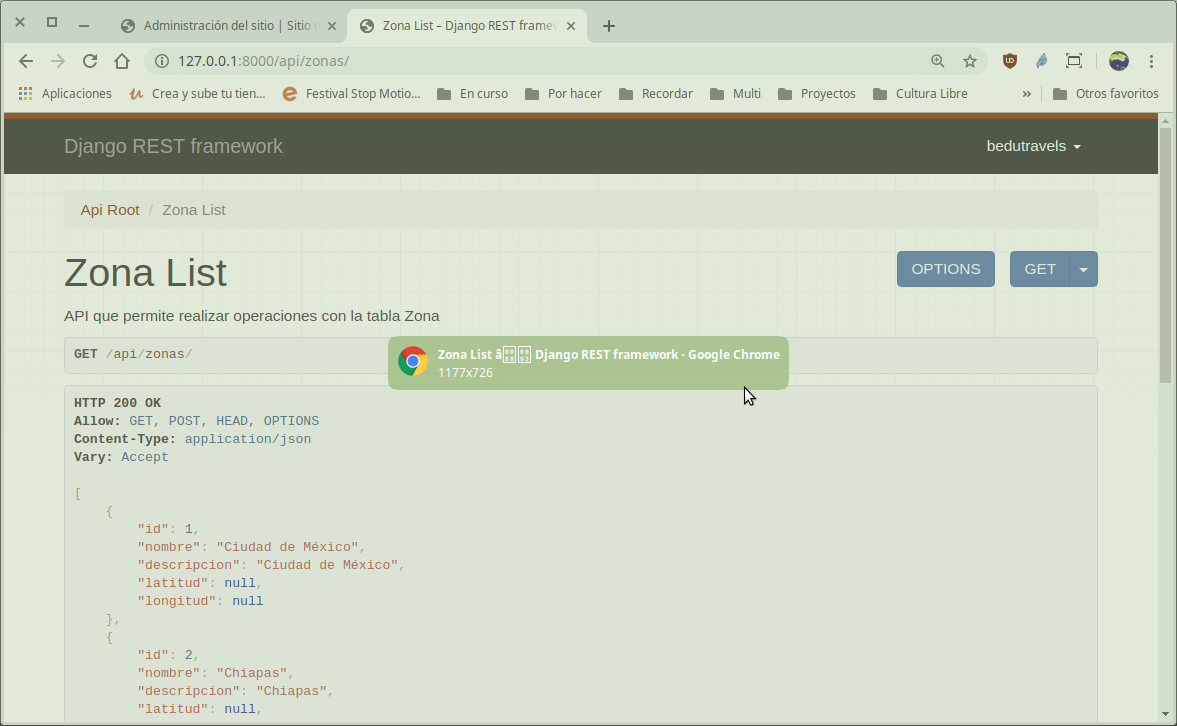 Administración del sitio | Sitio
Zona List – Django REST framew
127.0.0.1:8000/api/zonas/
Aplicaciones
Crea y sube tu tien...
Festival Stop Motio...
En curso
Por hacer
Recordar
Multi
Proyectos
Cultura Libre
»
Otros favoritos
Django REST framework
bedutravels
Api Root / Zona List
Zona List
OPTIONS
GET
API que permite realizar operaciones con la tabla Zona
GET /api/zonas/
Zona List â Django REST framework - Google Chrome
1177x726
HTTP 200 OK
Allow: GET, POST, HEAD, OPTIONS
Content-Type: application/json
Vary: Accept
[
{
"id": 1,
"nombre": "Ciudad de México",
"descripcion": "Ciudad de México",
"latitud": null,
"longitud": null
},
{
"id": 2,
"nombre": "Chiapas",
"descripcion": "Chiapas",
"latitud": null,